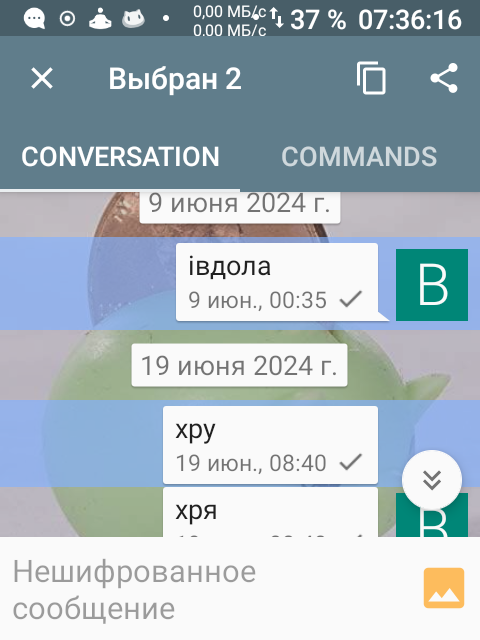 0,00 МБ/с
0.00 МБ/с
37 % 07:36:16
Выбран 2
CONVERSATION COMMANDS
9 июня 2024 г.
івдола
9 июн., 00:35
B
19 июня 2024 г.
хру
19 июн., 08:40
хря
B
Нешифрованное
сообщение